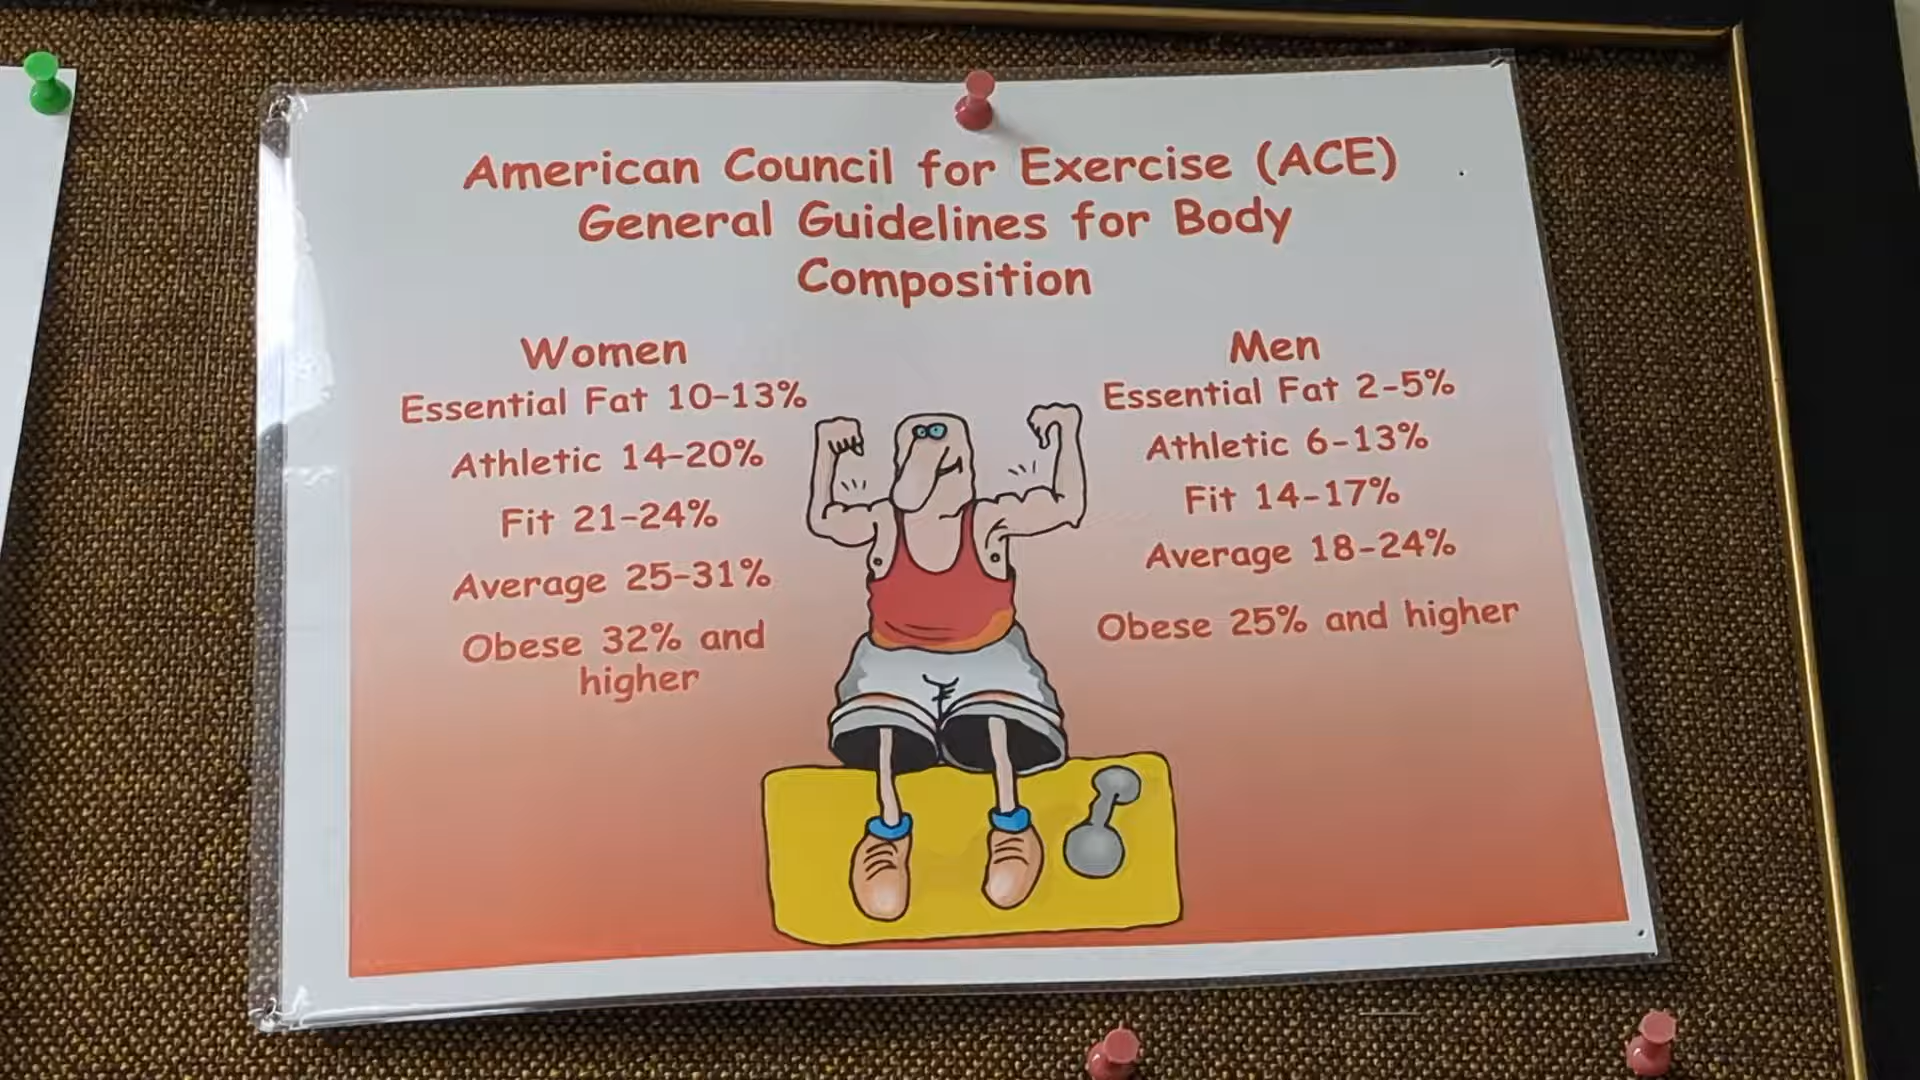 American Council for Exercise (ACE)
General Guidelines for Body
Composition
Women
Essential Fat 10-13%
Athletic 14-20%
Fit 21-24%
Average 25-31%
Obese 32% and
higher
Men
Essential Fat 2-5%
Athletic 6-13%
Fit 14-17%
Average 18-24%
Obese 25% and higher